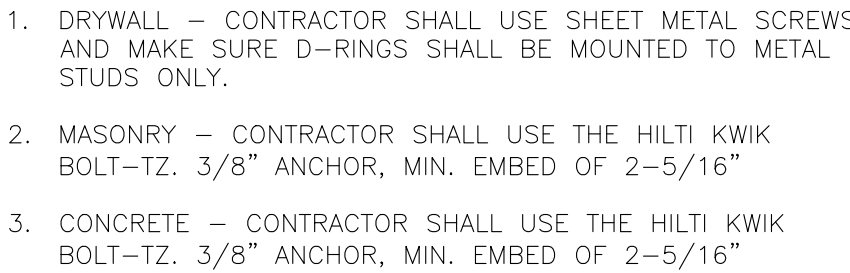 1. DRYWALL – CONTRACTOR SHALL USE SHEET METAL SCREWS
AND MAKE SURE D–RINGS SHALL BE MOUNTED TO METAL
STUDS ONLY.
2. MASONRY – CONTRACTOR SHALL USE THE HILTI KWIK
BOLT–TZ. 3/8” ANCHOR, MIN. EMBED OF 2–5/16”
3. CONCRETE – CONTRACTOR SHALL USE THE HILTI KWIK
BOLT–TZ. 3/8” ANCHOR, MIN. EMBED OF 2–5/16”